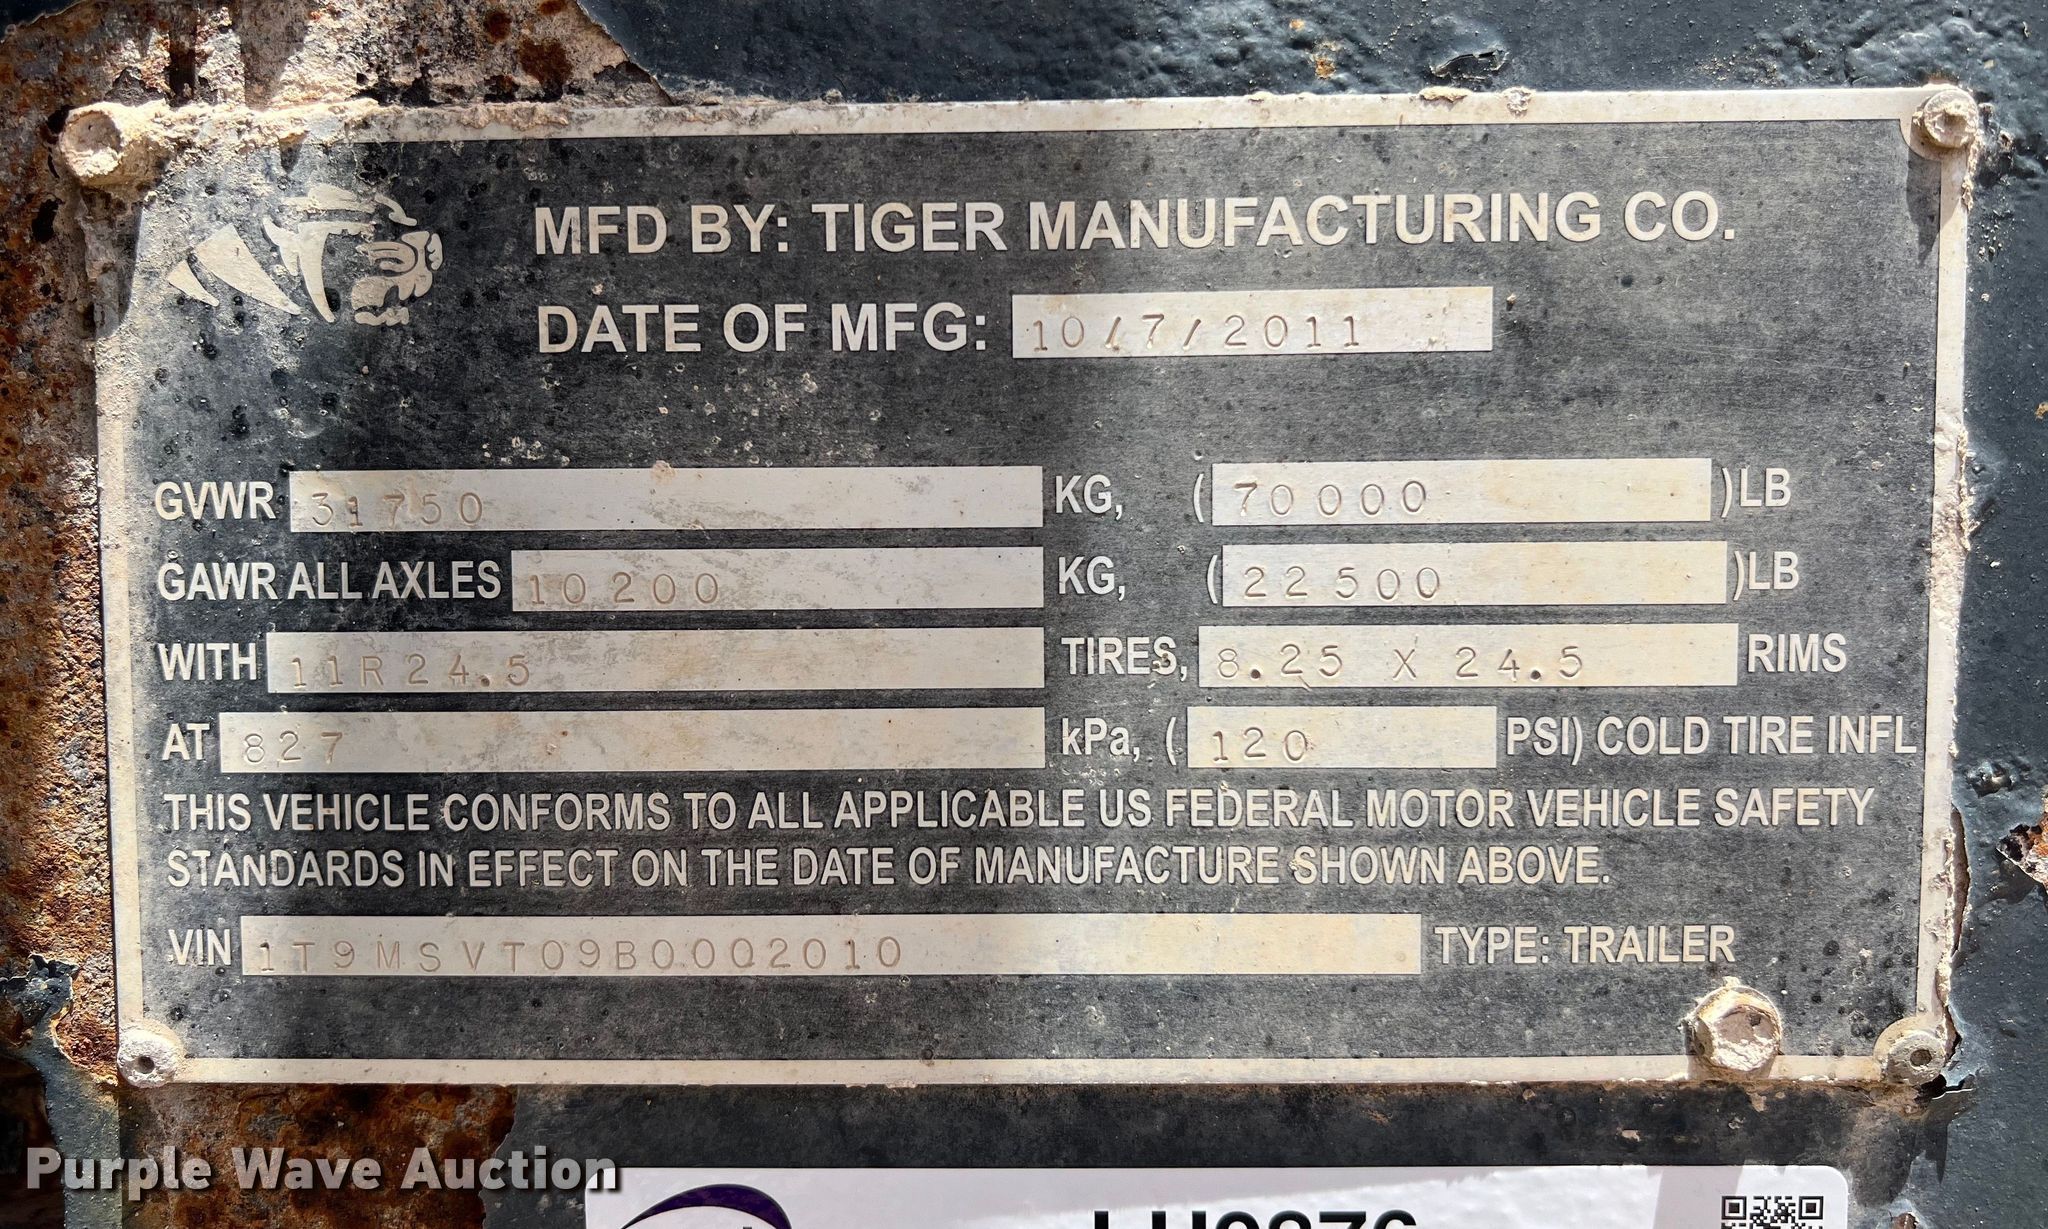 MFD BY: TIGER MANUFACTURING CO.
DATE OF MFG: 10/7/2011
GVWR 31750 KG, (70000)LB
GAWR ALL AXLES 10200 KG, (22500)LB
WITH 11R24.5 TIRES, 8.25 X 24.5 RIMS
AT 827 kPa, (120 PSI) COLD TIRE INFL
THIS VEHICLE CONFORMS TO ALL APPLICABLE US FEDERAL MOTOR VEHICLE SAFETY
STANDARDS IN EFFECT ON THE DATE OF MANUFACTURE SHOWN ABOVE.
VIN 1T9MSVT09B0002010 TYPE: TRAILER
Purple Wave Auction